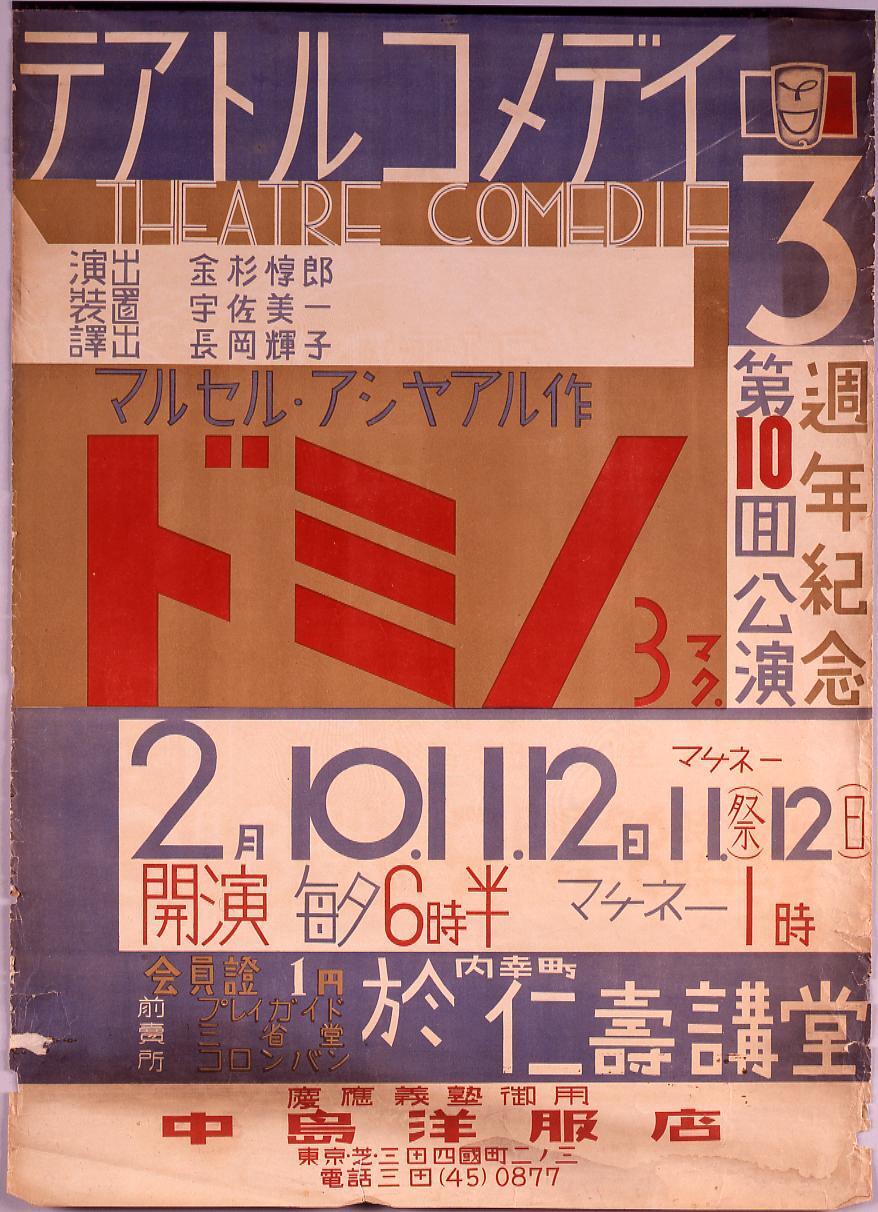 テアトルコメデイ
THEATRE COMEDIE
3
週年紀念
第10回公演
演出 金杉惇郎
装置 宇佐美一
譯出 長岡輝子
マルセル・アシヤアル作
ドミノ
3マク.
2月10.11.12日
マチネー
11.(祭)12(日)
開演 毎夕6時半 マチネー1時
会員證 1円
前賣所
プレイガイド
三省堂
コロンバン
於 内幸町 仁壽講堂
慶應義塾御用
中島洋服店
東京・芝・三田四國町二ノ三
電話三田(45)0877